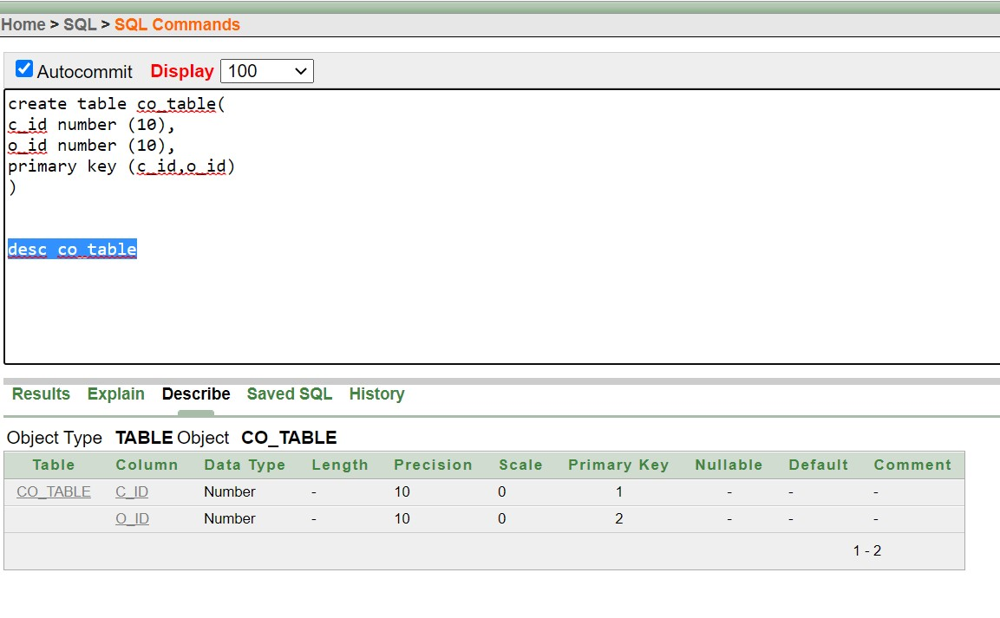 Home > SQL > SQL Commands
Autocommit Display 100
create table co_table(
c_id number (10),
o_id number (10),
primary key (c_id,o_id)
)
desc co_table
Results Explain Describe Saved SQL History
Object Type TABLE Object CO_TABLE
Table Column Data Type Length Precision Scale Primary Key Nullable Default Comment
CO_TABLE C_ID Number - 10 0 1 - - -
O_ID Number - 10 0 2 - - -
1 - 2